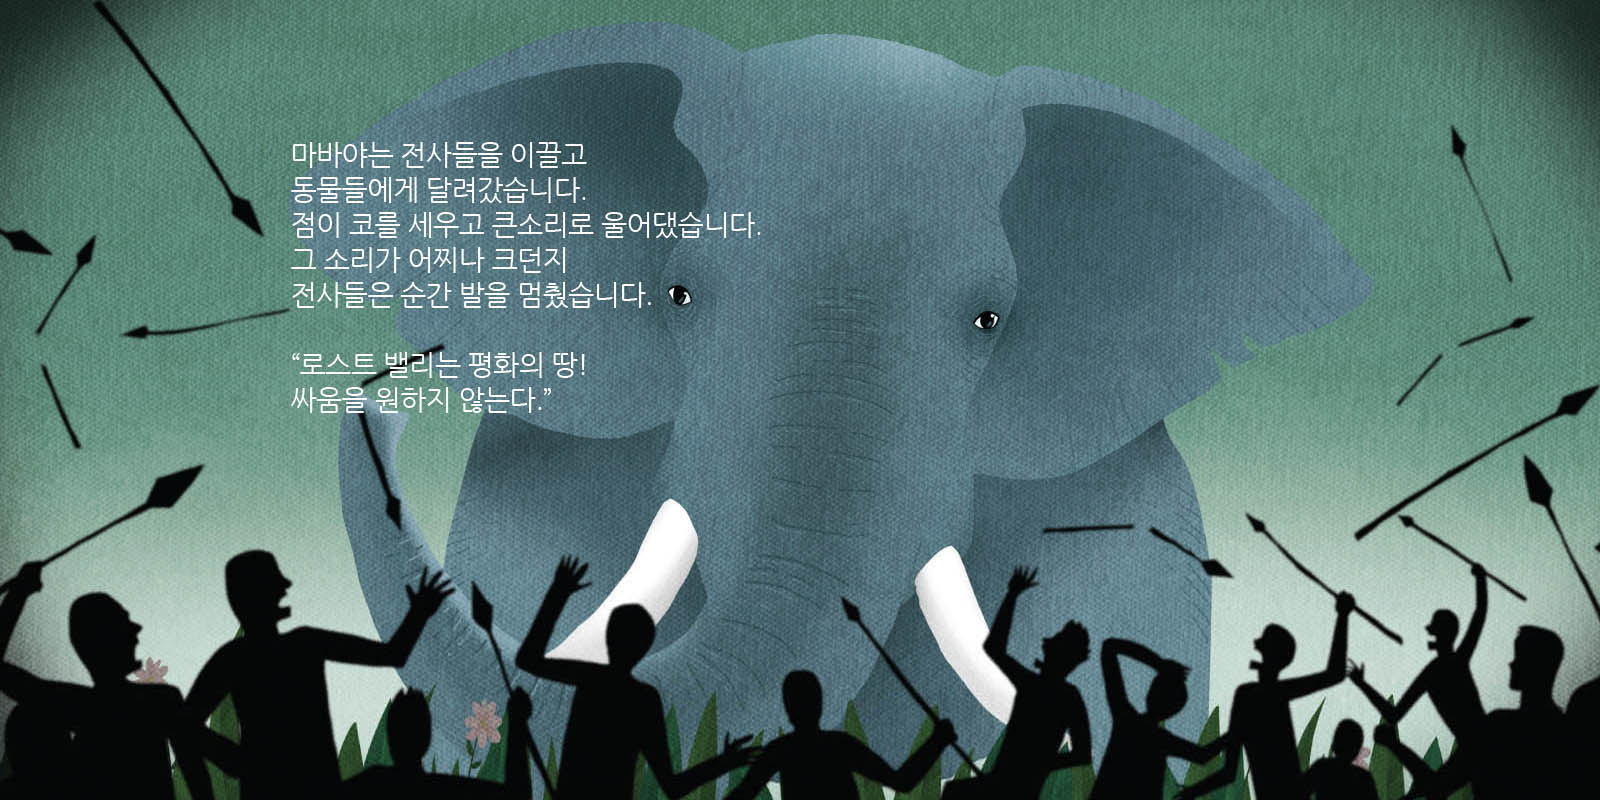 마바야는 전사들을 이끌고
동물들에게 달려갔습니다.
점이 코를 세우고 큰소리로 울어댔습니다.
그 소리가 어찌나 크던지
전사들은 순간 발을 멈췄습니다.
“로스트 밸리는 평화의 땅!
싸움을 원하지 않는다.”